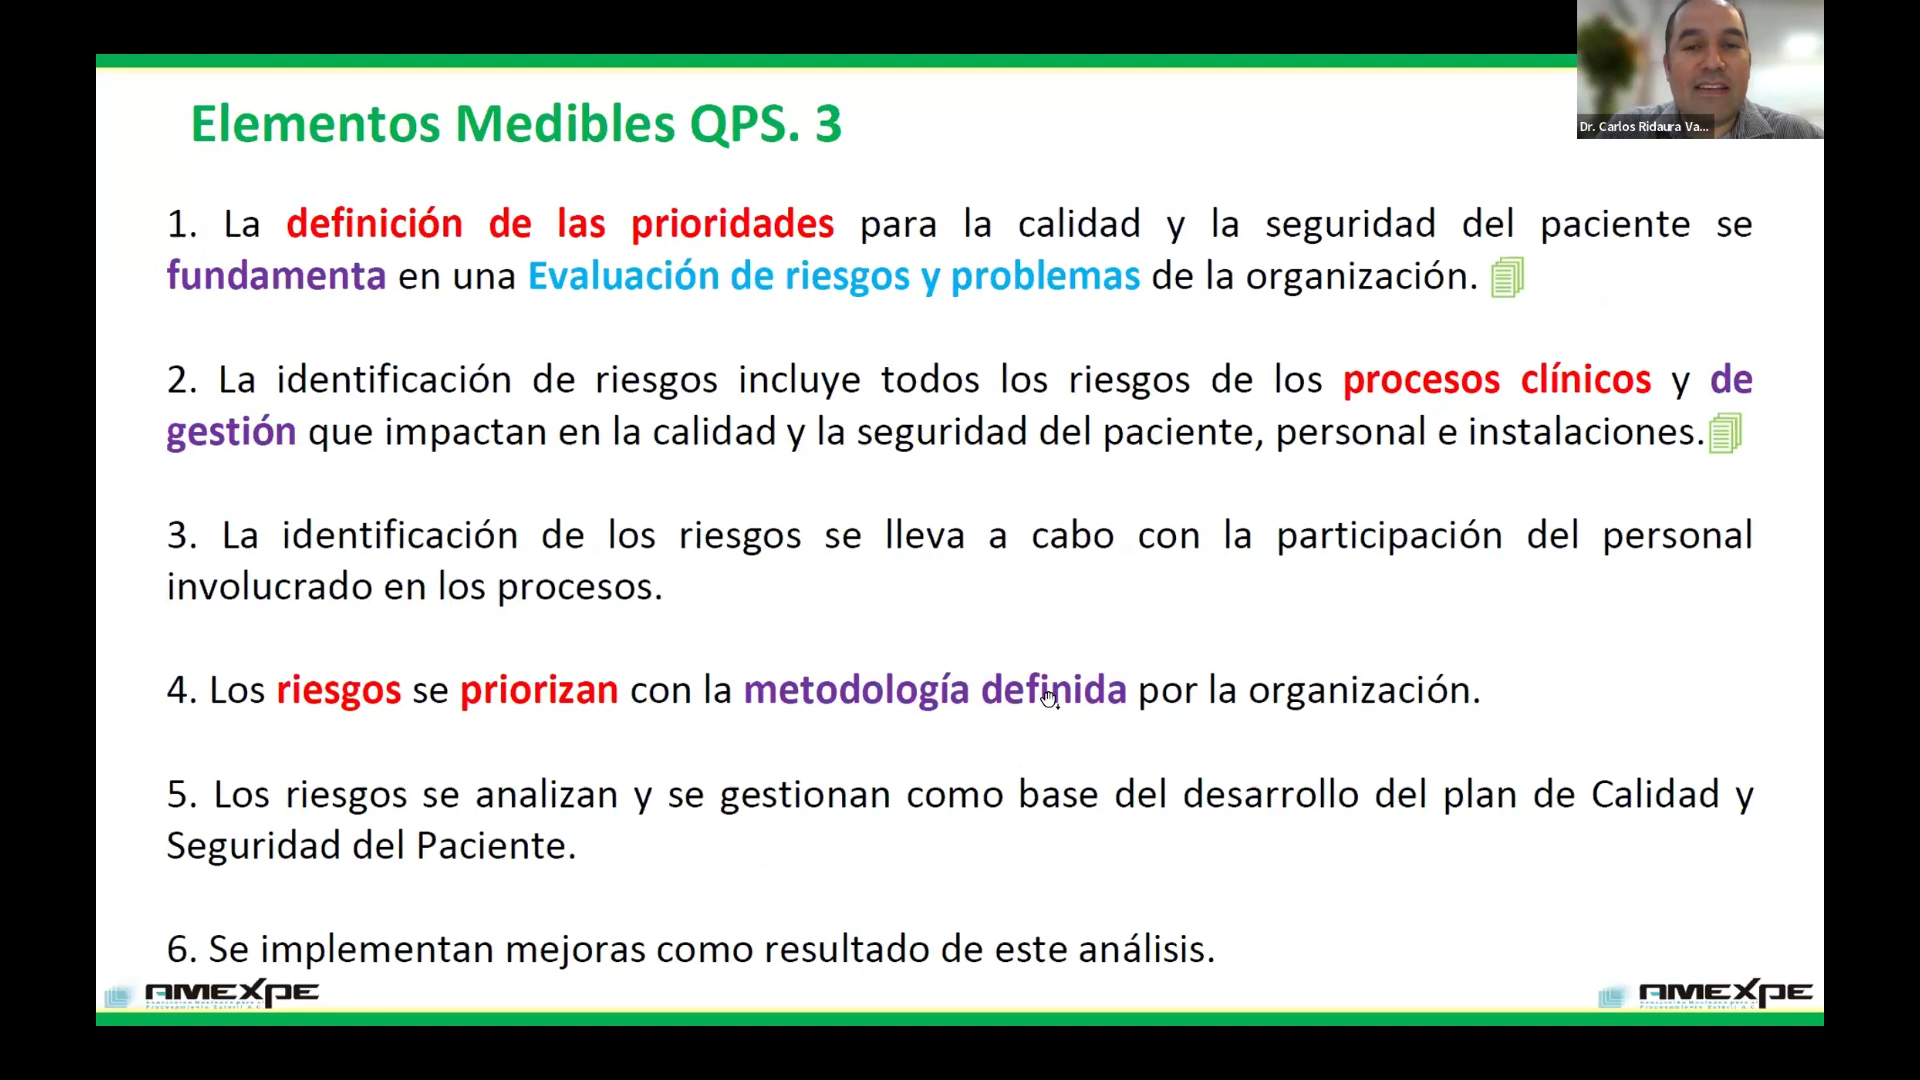 Dr. Carlos Ridaura Va...
Elementos Medibles QPS. 3
1. La definición de las prioridades para la calidad y la seguridad del paciente se
fundamenta en una Evaluación de riesgos y problemas de la organización.
2. La identificación de riesgos incluye todos los riesgos de los procesos clínicos y de
gestión que impactan en la calidad y la seguridad del paciente, personal e instalaciones.
3. La identificación de los riesgos se lleva a cabo con la participación del personal
involucrado en los procesos.
4. Los riesgos se priorizan con la metodología definida por la organización.
5. Los riesgos se analizan y se gestionan como base del desarrollo del plan de Calidad y
Seguridad del Paciente.
6. Se implementan mejoras como resultado de este análisis.
AMEXPE
AMEXPE